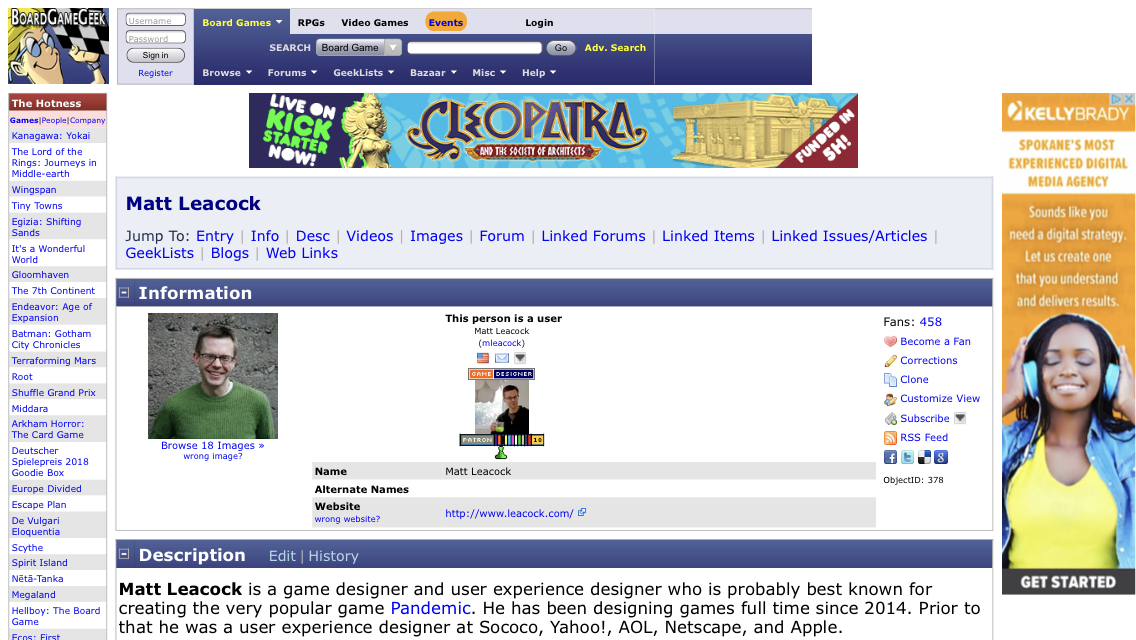 BOARDGAMEGEEK
Username
Password
Sign in
Register
Board Games
RPGs
Video Games
Events
Login
SEARCH
Board Game
Go
Adv. Search
Browse
Forums
GeekLists
Bazaar
Misc
Help
The Hotness
Games|People|Company
Kanagawa: Yokai
The Lord of the
Rings: Journeys in
Middle-earth
Wingspan
Tiny Towns
Egizia: Shifting
Sands
It's a Wonderful
World
Gloomhaven
The 7th Continent
Endeavor: Age of
Expansion
Batman: Gotham
City Chronicles
Terraforming Mars
Root
Shuffle Grand Prix
Middara
Arkham Horror:
The Card Game
Deutscher
Spielepreis 2018
Goodie Box
Europe Divided
Escape Plan
De Vulgari
Eloquentia
Scythe
Spirit Island
Nētā-Tanka
Megaland
Hellboy: The Board
Game
Ecos: First
LIVE ON
KICK
STARTER
NOW!
CLEOPATRA
AND THE SOCIETY OF ARCHITECTS
FUNDED IN
5H!
Matt Leacock
Jump To: Entry | Info | Desc | Videos | Images | Forum | Linked Forums | Linked Items | Linked Issues/Articles |
GeekLists | Blogs | Web Links
Information
Browse 18 Images »
wrong image?
This person is a user
Matt Leacock
(mleacock)
GAME DESIGNER
PATRON 10
Name Matt Leacock
Alternate Names
Website
wrong website?
http://www.leacock.com/
Fans: 458
Become a Fan
Corrections
Clone
Customize View
Subscribe
RSS Feed
ObjectID: 378
Description Edit | History
Matt Leacock is a game designer and user experience designer who is probably best known for
creating the very popular game Pandemic. He has been designing games full time since 2014. Prior to
that he was a user experience designer at Sococo, Yahoo!, AOL, Netscape, and Apple.
KELLYBRADY
SPOKANE'S MOST
EXPERIENCED DIGITAL
MEDIA AGENCY
Sounds like you
need a digital strategy.
Let us create one
that you understand
and delivers results.
GET STARTED